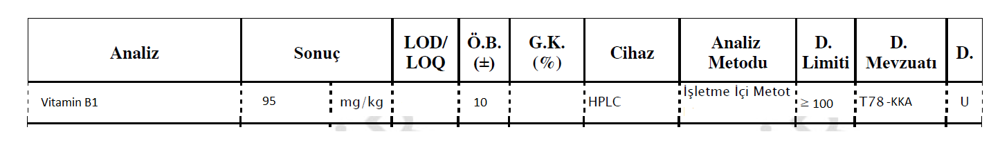 Analiz Sonuç LOD/ LOQ Ö.B. (±) G.K. (%) Cihaz Analiz Metodu D. Limiti D. Mevzuatı D.
Vitamin B1 95 mg/kg 10 HPLC İşletme İçi Metot ≥ 100 T78-KKA U